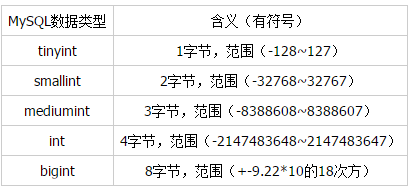 MySQL数据类型 含义（有符号）
tinyint 1字节，范围（-128~127）
smallint 2字节，范围（-32768~32767）
mediumint 3字节，范围（-8388608~8388607）
int 4字节，范围（-2147483648~2147483647）
bigint 8字节，范围（+-9.22*10的18次方）